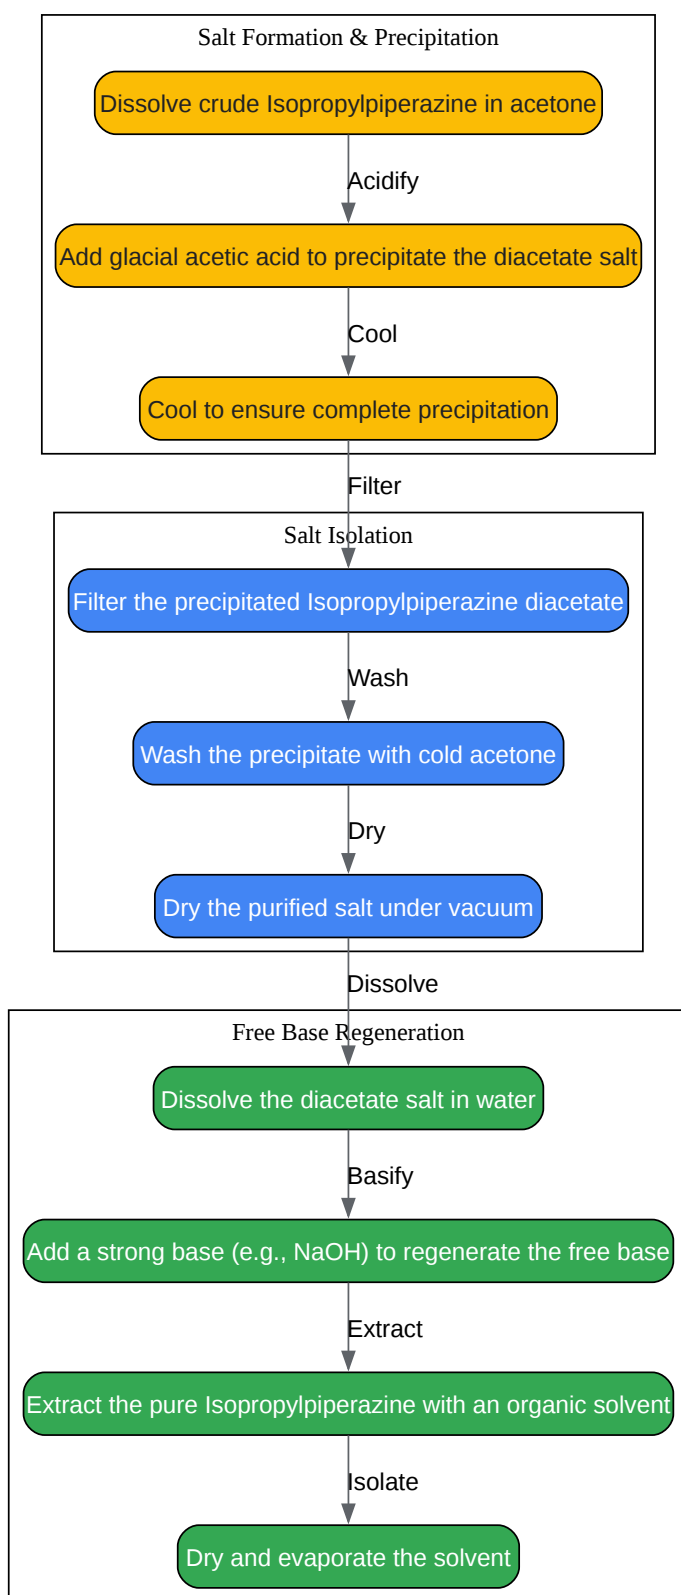 Salt Formation & Precipitation
Dissolve crude Isopropylpiperazine in acetone
Acidify
Add glacial acetic acid to precipitate the diacetate salt
Cool
Cool to ensure complete precipitation
Filter
Salt Isolation
Filter the precipitated Isopropylpiperazine diacetate
Wash
Wash the precipitate with cold acetone
Dry
Dry the purified salt under vacuum
Dissolve
Free Base Regeneration
Dissolve the diacetate salt in water
Basify
Add a strong base (e.g., NaOH) to regenerate the free base
Extract
Extract the pure Isopropylpiperazine with an organic solvent
Isolate
Dry and evaporate the solvent